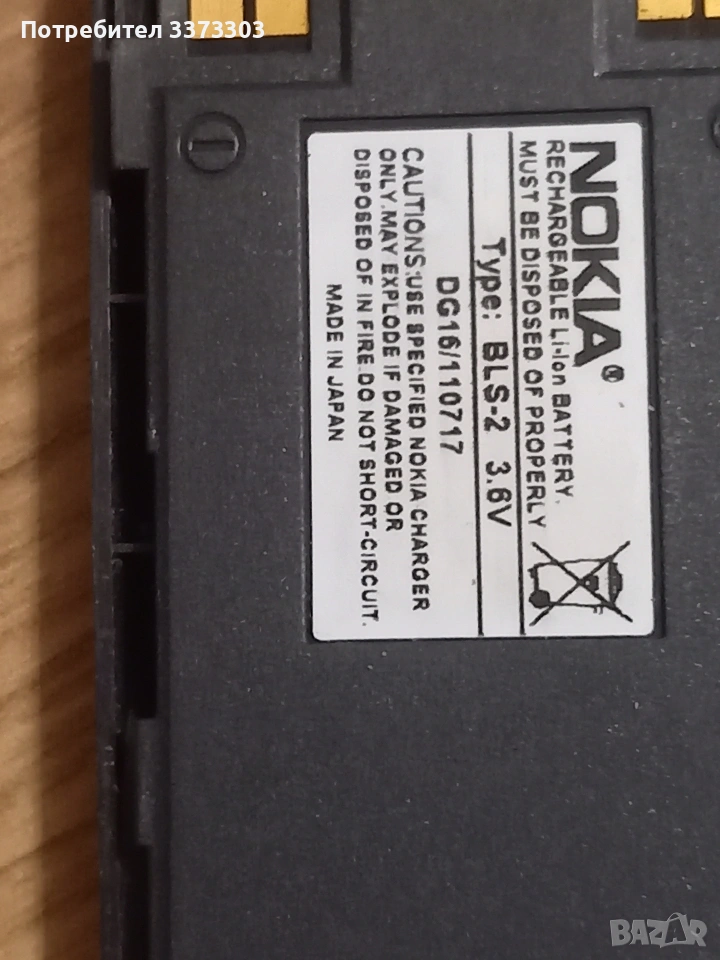 Потребител 3373303
NOKIA®
RECHARGEABLE Li-Ion BATTERY.
MUST BE DISPOSED OF PROPERLY
Type: BLS-2 3.6V
DG16/110717
CAUTIONS:USE SPECIFIED NOKIA CHARGER
ONLY.MAY EXPLODE IF DAMAGED OR
DISPOSED OF IN FIRE.DO NOT SHORT-CIRCUIT.
MADE IN JAPAN
BAZAR